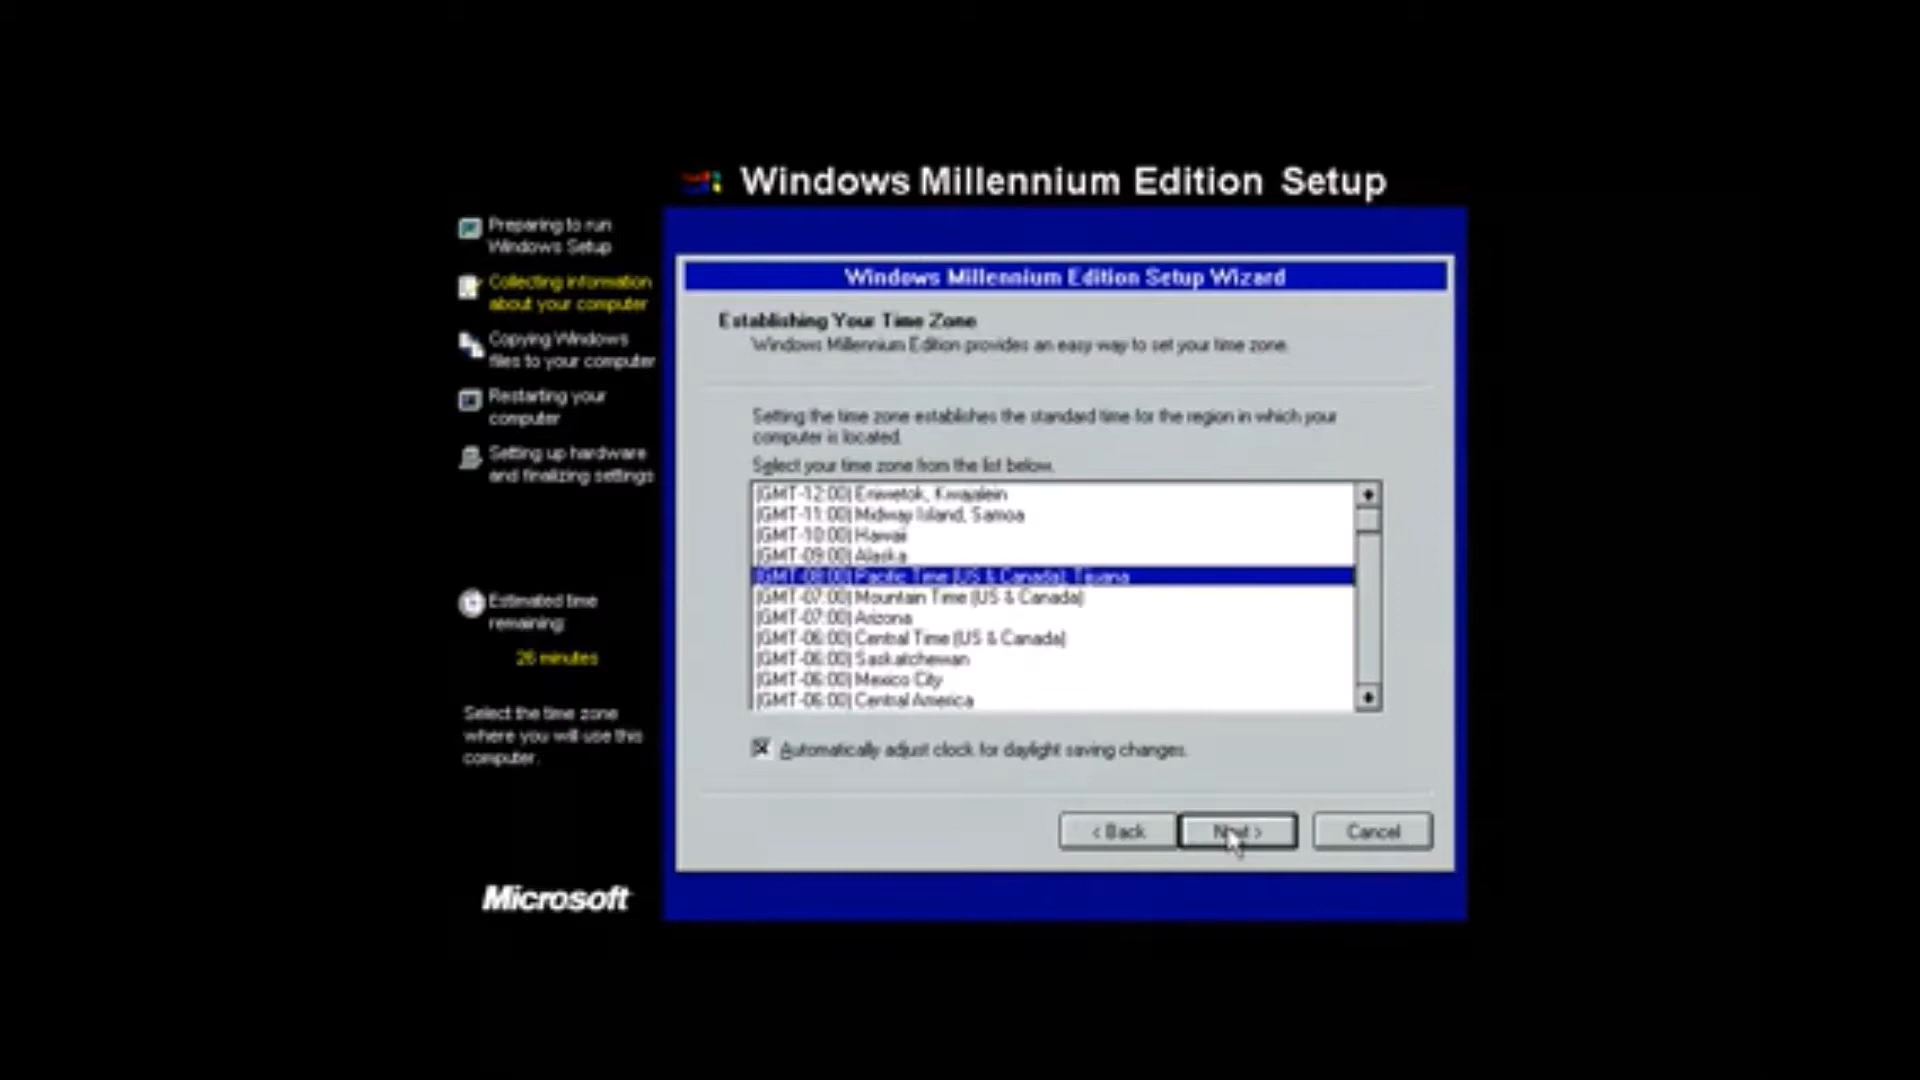 Windows Millennium Edition Setup
Preparing to run
Windows Setup
Collecting information
about your computer
Copying Windows
files to your computer
Restarting your
computer
Setting up hardware
and finalizing settings
Estimated time
remaining:
26 minutes
Select the time zone
where you will use this
computer.
Microsoft
Windows Millennium Edition Setup Wizard
Establishing Your Time Zone
Windows Millennium Edition provides an easy way to set your time zone.
Setting the time zone establishes the standard time for the region in which your
computer is located.
Select your time zone from the list below.
(GMT-12:00) Eniwetok, Kwajalein
(GMT-11:00) Midway Island, Samoa
(GMT-10:00) Hawaii
(GMT-09:00) Alaska
(GMT-08:00) Pacific Time (US & Canada); Tijuana
(GMT-07:00) Mountain Time (US & Canada)
(GMT-07:00) Arizona
(GMT-06:00) Central Time (US & Canada)
(GMT-06:00) Saskatchewan
(GMT-06:00) Mexico City
(GMT-06:00) Central America
Automatically adjust clock for daylight saving changes.
< Back
Next >
Cancel